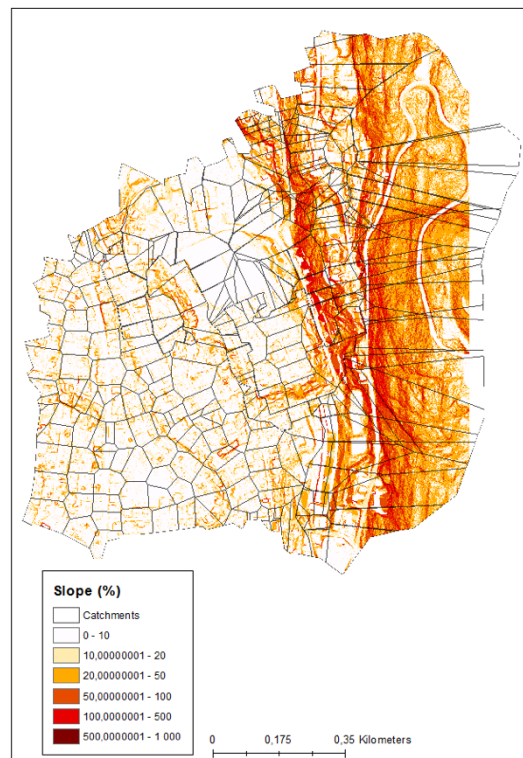 Slope (%)
Catchments
0 - 10
10,00000001 - 20
20,00000001 - 50
50,00000001 - 100
100,0000001 - 500
500,0000001 - 1 000
0 0,175 0,35 Kilometers